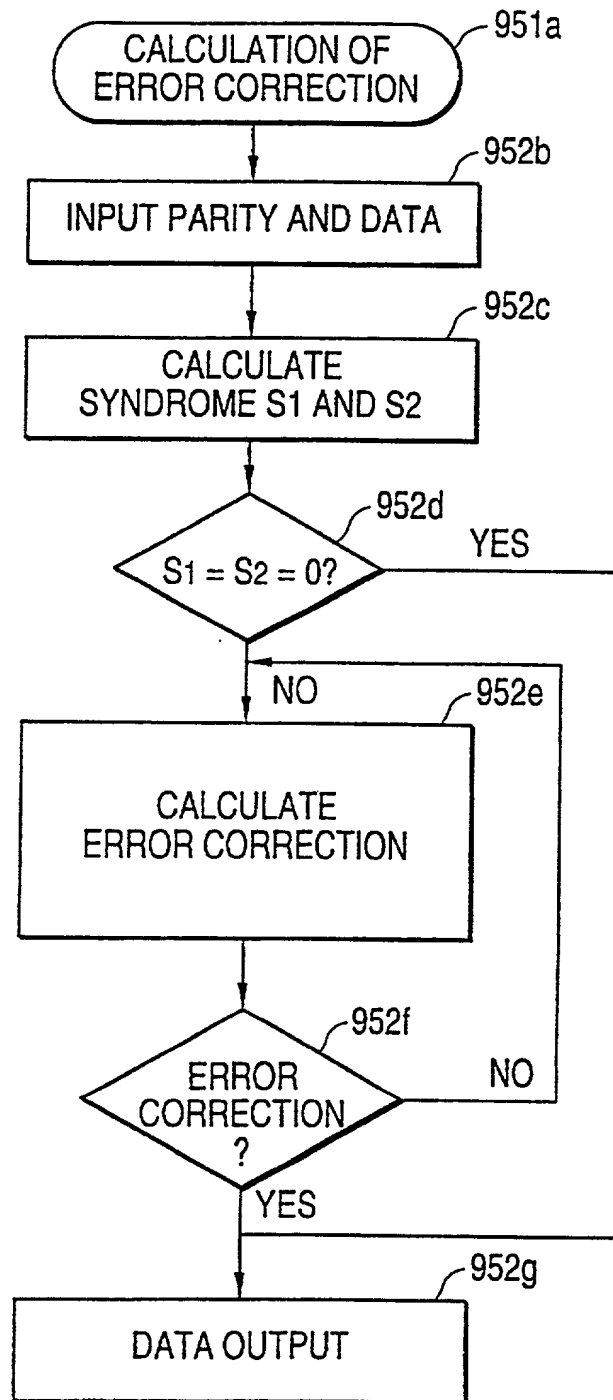 CALCULATION OF
ERROR CORRECTION
951a
952b
INPUT PARITY AND DATA
952c
CALCULATE
SYNDROME S1 AND S2
952d
S1 = S2 = 0?
YES
NO
952e
CALCULATE
ERROR CORRECTION
952f
ERROR
CORRECTION
?
NO
YES
952g
DATA OUTPUT